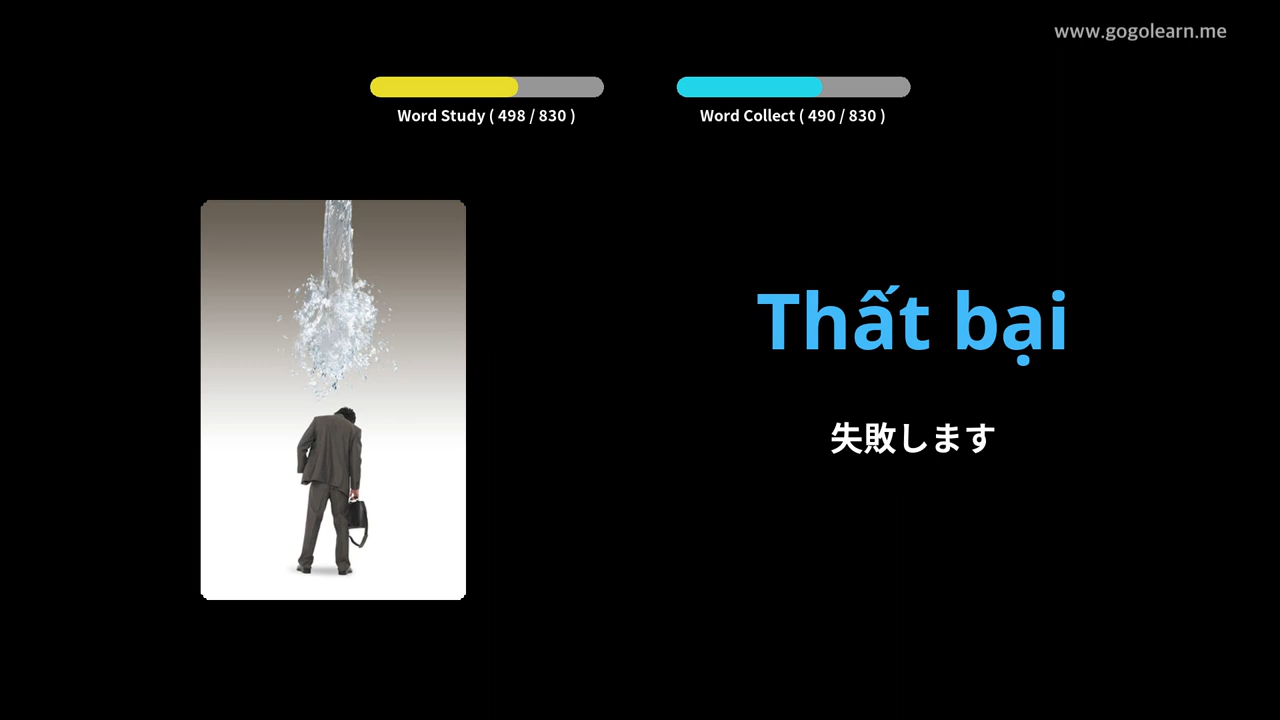 www.gogolearn.me
Word Study ( 498 / 830 )
Word Collect ( 490 / 830 )
Thất bại
失敗します